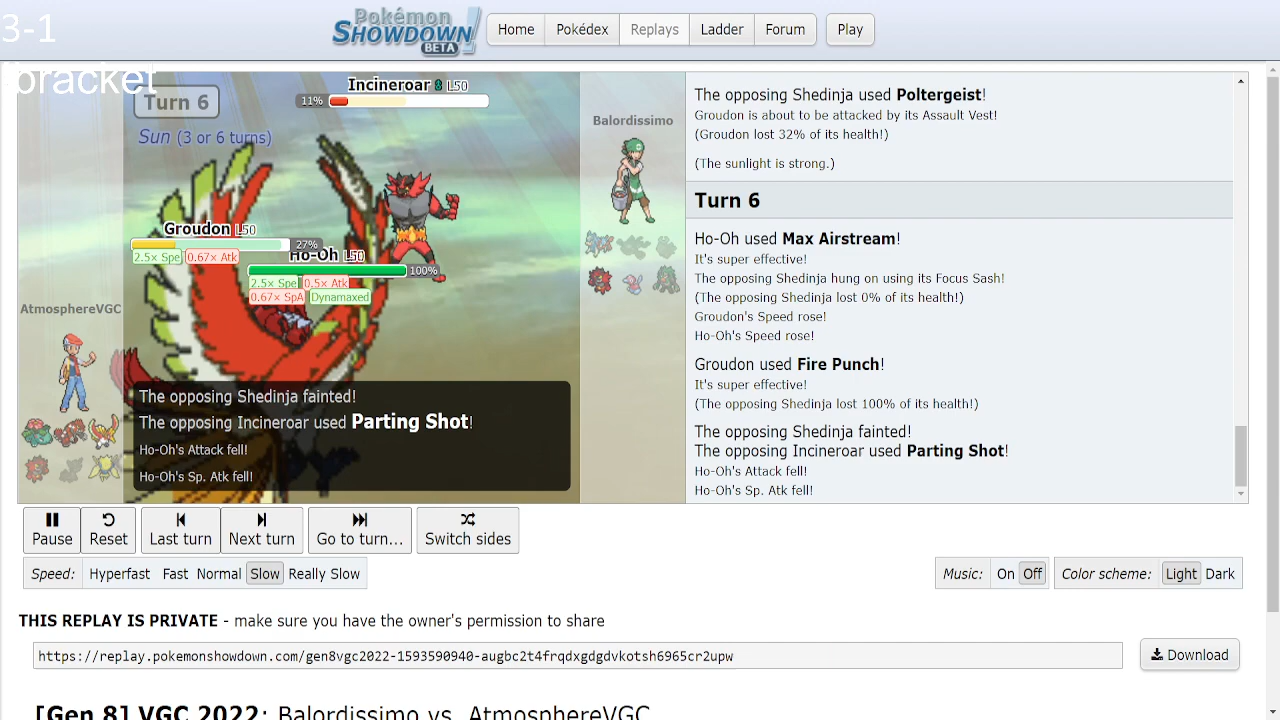 3-1
bracket
Pokémon
SHOWDOWN!
BETA
Home
Pokédex
Replays
Ladder
Forum
Play
Turn 6
Sun (3 or 6 turns)
Incineroar L50
11%
Groudon L50
27%
2.5× Spe 0.67× Atk
Ho-Oh L50
100%
2.5× Spe 0.5× Atk
0.67× SpA Dynamaxed
AtmosphereVGC
Balordissimo
The opposing Shedinja fainted!
The opposing Incineroar used Parting Shot!
Ho-Oh's Attack fell!
Ho-Oh's Sp. Atk fell!
The opposing Shedinja used Poltergeist!
Groudon is about to be attacked by its Assault Vest!
(Groudon lost 32% of its health!)
(The sunlight is strong.)
Turn 6
Ho-Oh used Max Airstream!
It's super effective!
The opposing Shedinja hung on using its Focus Sash!
(The opposing Shedinja lost 0% of its health!)
Groudon's Speed rose!
Ho-Oh's Speed rose!
Groudon used Fire Punch!
It's super effective!
(The opposing Shedinja lost 100% of its health!)
The opposing Shedinja fainted!
The opposing Incineroar used Parting Shot!
Ho-Oh's Attack fell!
Ho-Oh's Sp. Atk fell!
Pause
Reset
Last turn
Next turn
Go to turn...
Switch sides
Speed: Hyperfast Fast Normal Slow Really Slow
Music: On Off
Color scheme: Light Dark
THIS REPLAY IS PRIVATE - make sure you have the owner's permission to share
https://replay.pokemonshowdown.com/gen8vgc2022-1593590940-augbc2t4frqdxgdgdvkotsh6965cr2upw
Download
[Gen 8] VGC 2022: Balordissimo vs. AtmosphereVGC